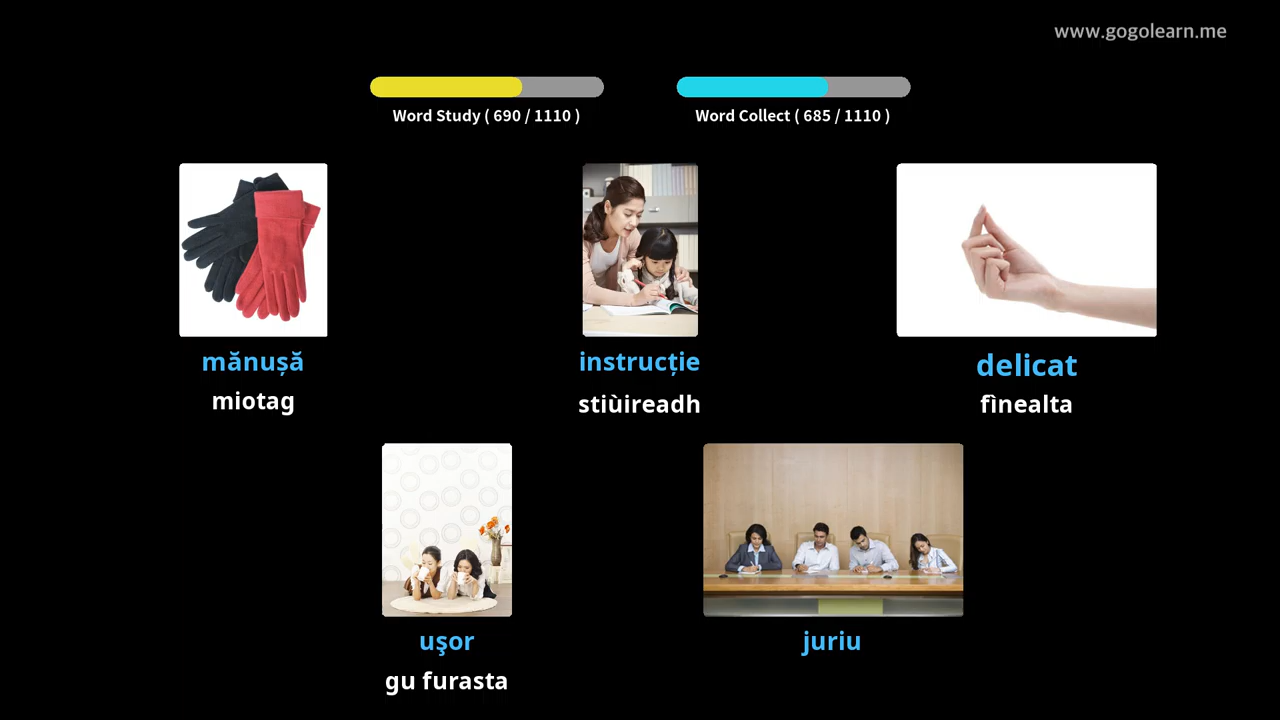 www.gogolearn.me
Word Study ( 690 / 1110 )
Word Collect ( 685 / 1110 )
mănușă
instrucție
delicat
miotag
stiùireadh
fìnealta
uşor
juriu
gu furasta